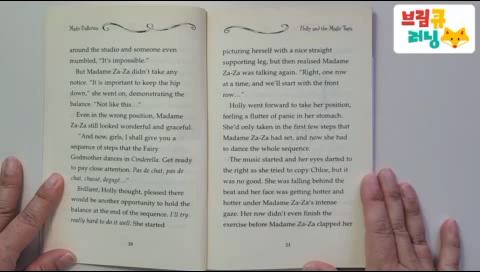 브림큐
러닝
Magic Ballerina
around the studio and someone even
mumbled, "It's impossible."
But Madame Za-Za didn't take any
notice. "It is important to keep the hip
down," she went on, demonstrating the
balance. "Not like this…"
Even in the wrong position, Madame
Za-Za still looked wonderful and graceful.
"And now, girls, I shall give you a
sequence of steps that the Fairy
Godmother dances in Cinderella. Get ready
to pay close attention. Pas de chat, pas de
chat, chassé, degagé…"
Brilliant, Holly thought, pleased there
would be another opportunity to hold the
balance at the end of the sequence. I'll try
really hard to do it well. She started
20
Holly and the Magic Tiara
picturing herself with a nice straight
supporting leg, but then realised Madame
Za-Za was talking again. "Right, one row
at a time, and we'll start with the front
row…"
Holly went forward to take her position,
feeling a flutter of panic in her stomach.
She'd only taken in the first few steps that
Madame Za-Za had set, and now she had
to dance the whole sequence.
The music started and her eyes darted to
the right as she tried to copy Chloe, but it
was no good. She was falling behind the
beat and her face was getting hotter and
hotter under Madame Za-Za's intense
gaze. Her row didn't even finish the
exercise before Madame Za-Za clapped her
21